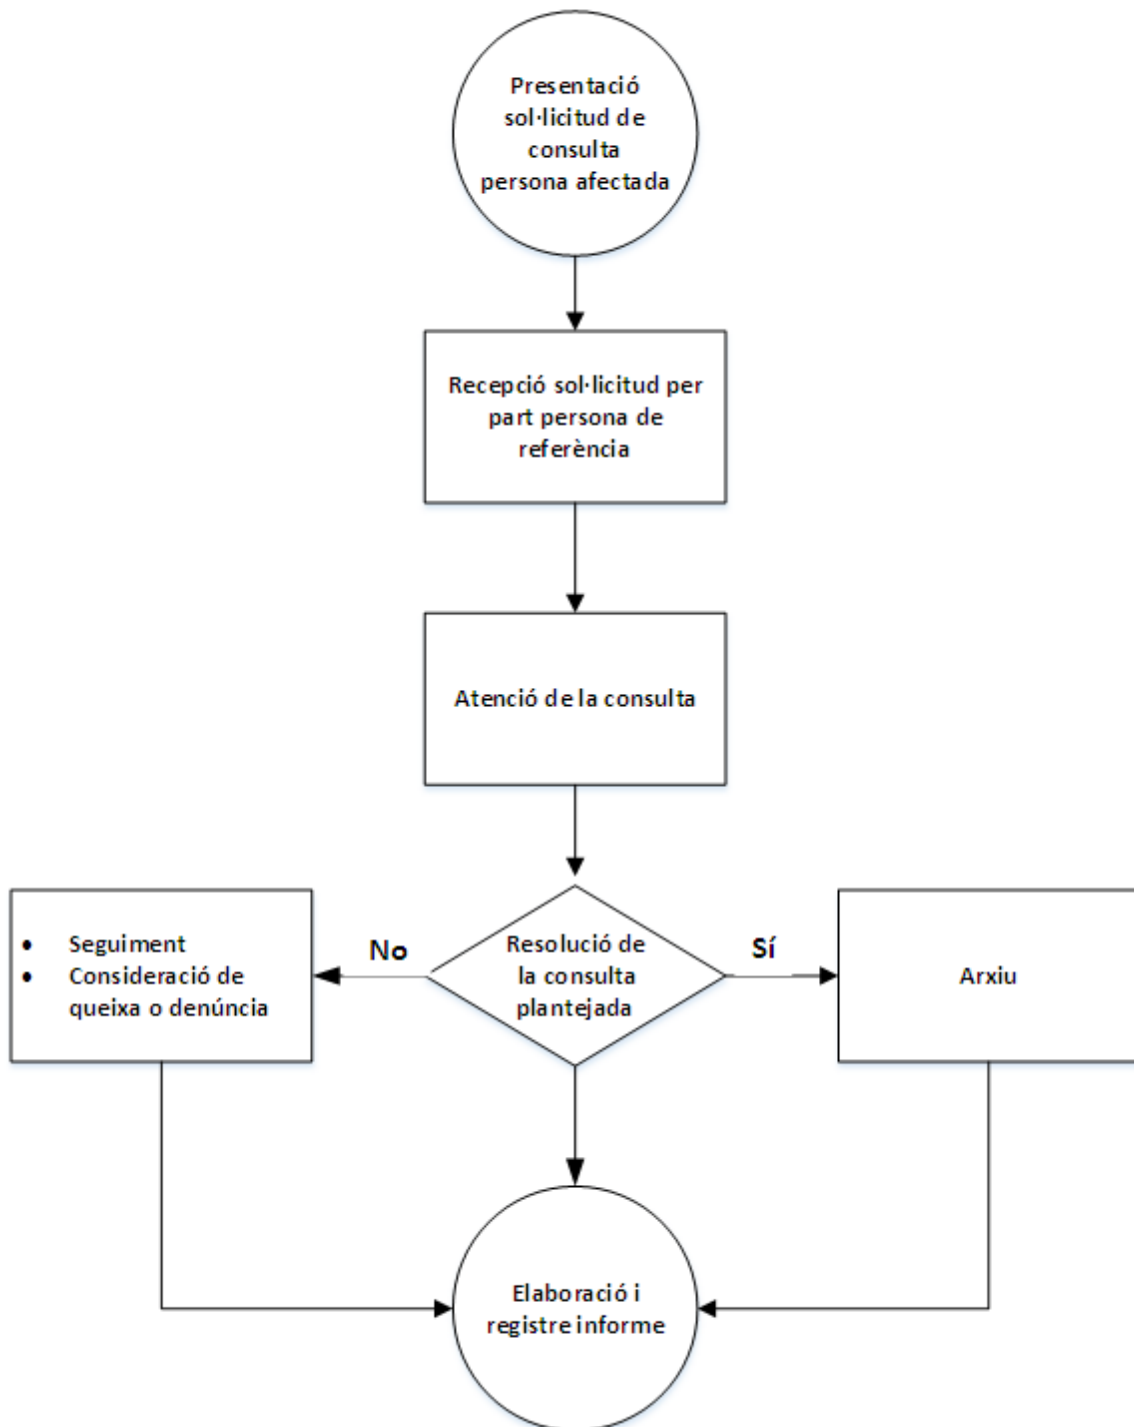 Presentació
sol·licitud de
consulta
persona afectada
Recepció sol·licitud per
part persona de
referència
Atenció de la consulta
• Seguiment
• Consideració de
queixa o denúncia
No
Resolució de
la consulta
plantejada
Sí
Arxiu
Elaboració i
registre informe